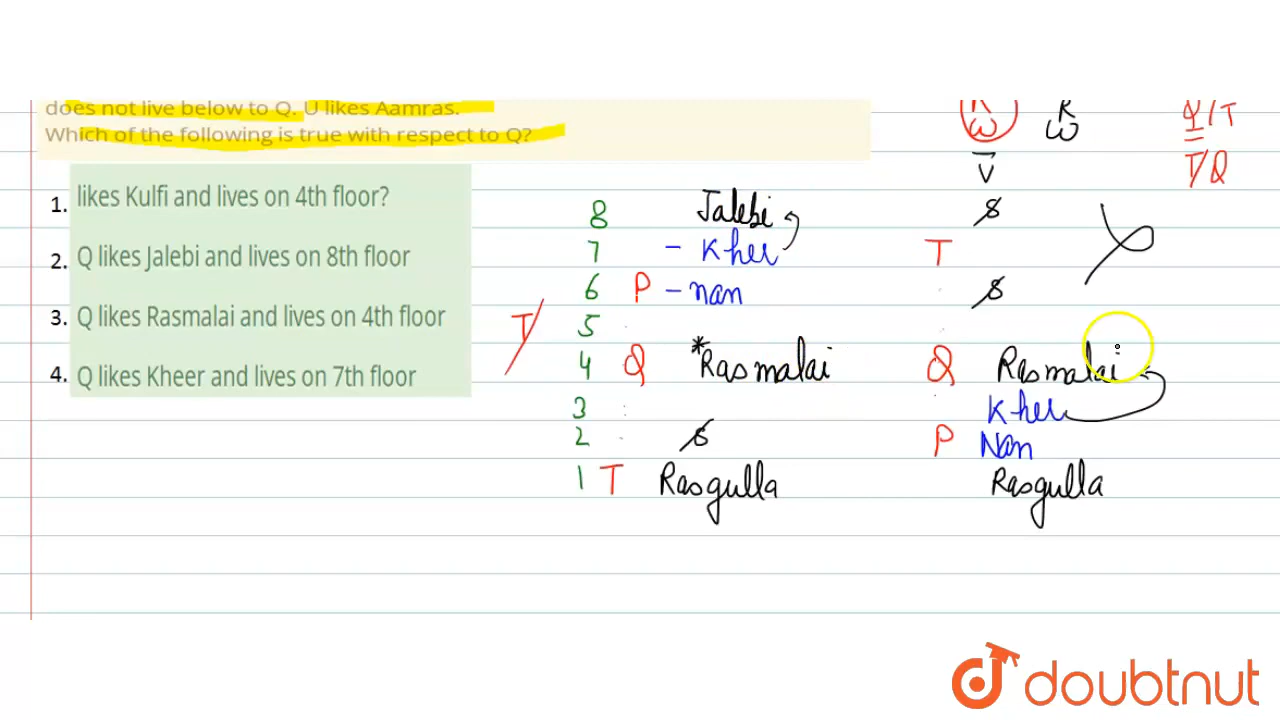 does not live below to Q. U likes Aamras.
Which of the following is true with respect to Q?
1. likes Kulfi and lives on 4th floor?
2. Q likes Jalebi and lives on 8th floor
3. Q likes Rasmalai and lives on 4th floor
4. Q likes Kheer and lives on 7th floor
T
8 Jalebi
7 - Kheer
6 P - nan
5
4 Q *Rasmalai
3
2 S
1 T Rasgulla
W
V
S
T
S
Q Rasmalai
Kheer
P Nan
Rasgulla
R
W
Q/T
T/Q
doubtnut